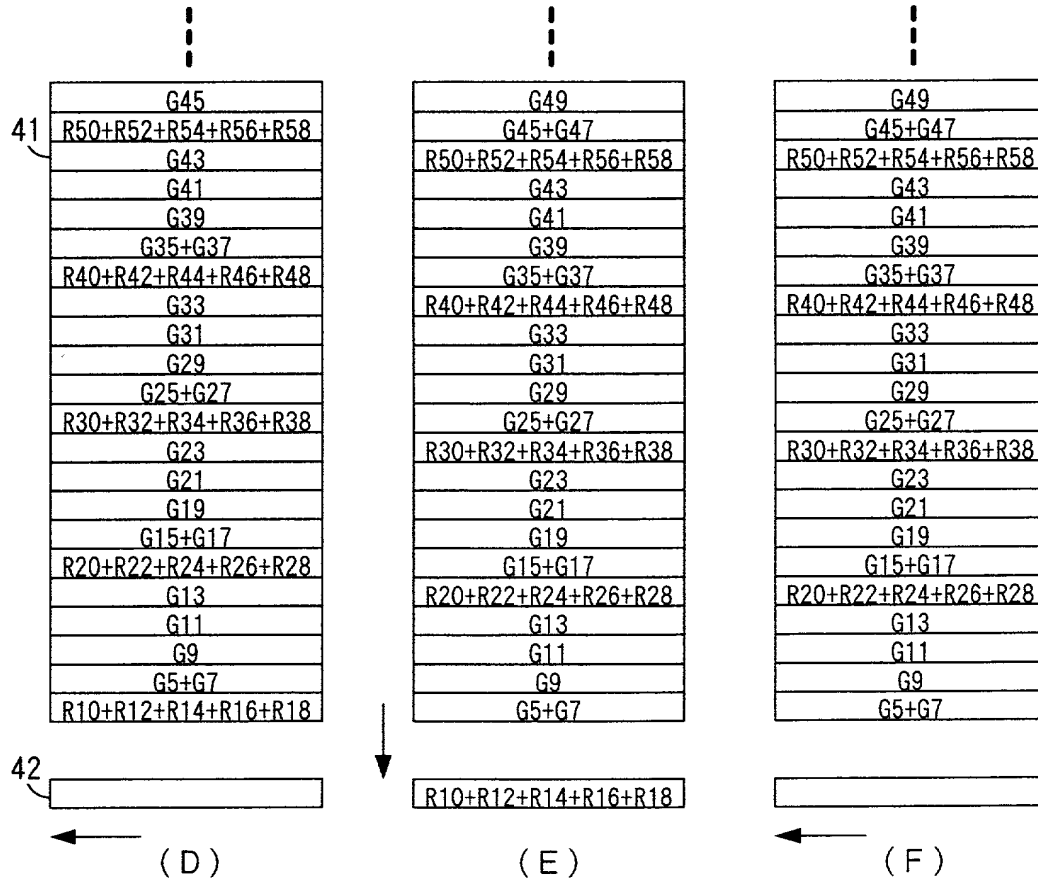 41
G45
R50+R52+R54+R56+R58
G43
G41
G39
G35+G37
R40+R42+R44+R46+R48
G33
G31
G29
G25+G27
R30+R32+R34+R36+R38
G23
G21
G19
G15+G17
R20+R22+R24+R26+R28
G13
G11
G9
G5+G7
R10+R12+R14+R16+R18
42
(D)
G49
G45+G47
R50+R52+R54+R56+R58
G43
G41
G39
G35+G37
R40+R42+R44+R46+R48
G33
G31
G29
G25+G27
R30+R32+R34+R36+R38
G23
G21
G19
G15+G17
R20+R22+R24+R26+R28
G13
G11
G9
G5+G7
R10+R12+R14+R16+R18
(E)
G49
G45+G47
R50+R52+R54+R56+R58
G43
G41
G39
G35+G37
R40+R42+R44+R46+R48
G33
G31
G29
G25+G27
R30+R32+R34+R36+R38
G23
G21
G19
G15+G17
R20+R22+R24+R26+R28
G13
G11
G9
G5+G7
(F)